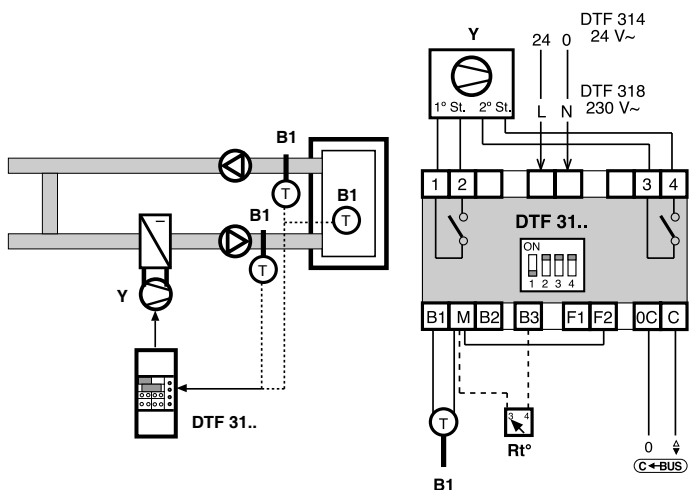 B1
T
B1
T
B1
T
Y
DTF 31..
Y
24 0
DTF 314
24 V~
1° St. 2° St.
L N
DTF 318
230 V~
1 2 3 4
DTF 31..
ON
1 2 3 4
B1 M B2 B3 F1 F2 0C C
T
3 4
Rt°
B1
0
C BUS